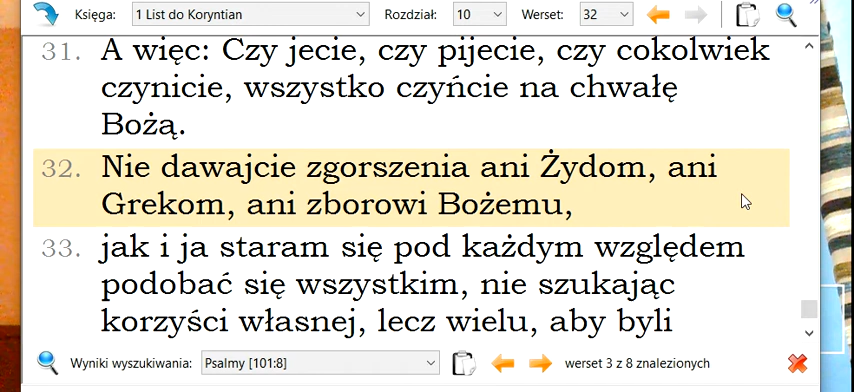 Księga: 1 List do Koryntian Rozdział: 10 Werset: 32
31. A więc: Czy jecie, czy pijecie, czy cokolwiek
czynicie, wszystko czyńcie na chwałę
Bożą.
32. Nie dawajcie zgorszenia ani Żydom, ani
Grekom, ani zborowi Bożemu,
33. jak i ja staram się pod każdym względem
podobać się wszystkim, nie szukając
korzyści własnej, lecz wielu, aby byli
Wyniki wyszukiwania: Psalmy [101:8] werset 3 z 8 znalezionych